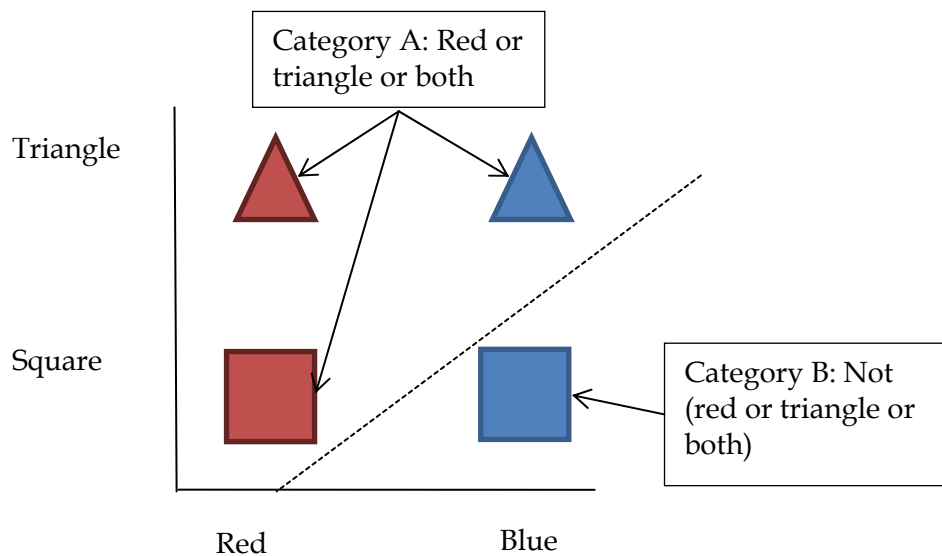 Category A: Red or
triangle or both
Triangle
Square
Category B: Not
(red or triangle or
both)
Red
Blue